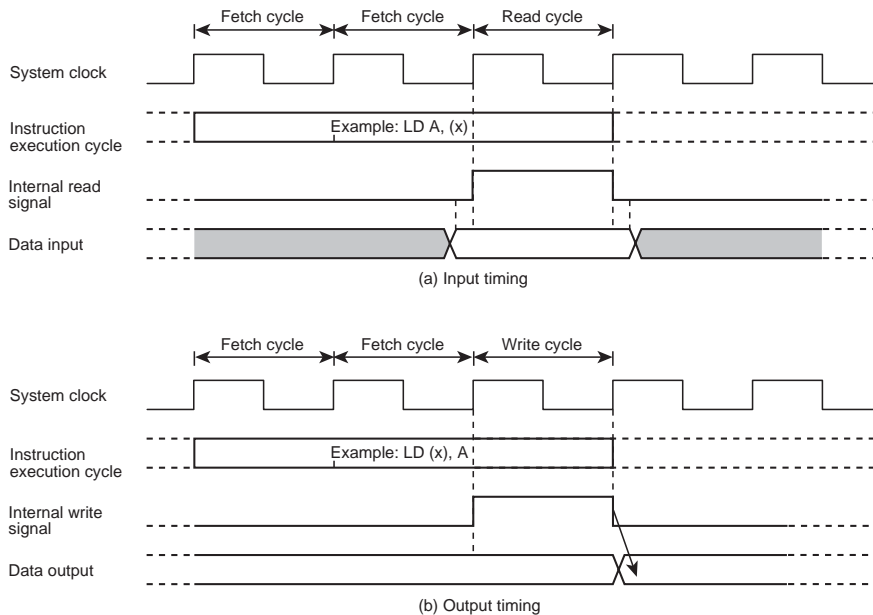 Fetch cycle Fetch cycle Read cycle
System clock
Instruction
execution cycle
Example: LD A, (x)
Internal read
signal
Data input
(a) Input timing
Fetch cycle Fetch cycle Write cycle
System clock
Instruction
execution cycle
Example: LD (x), A
Internal write
signal
Data output
(b) Output timing